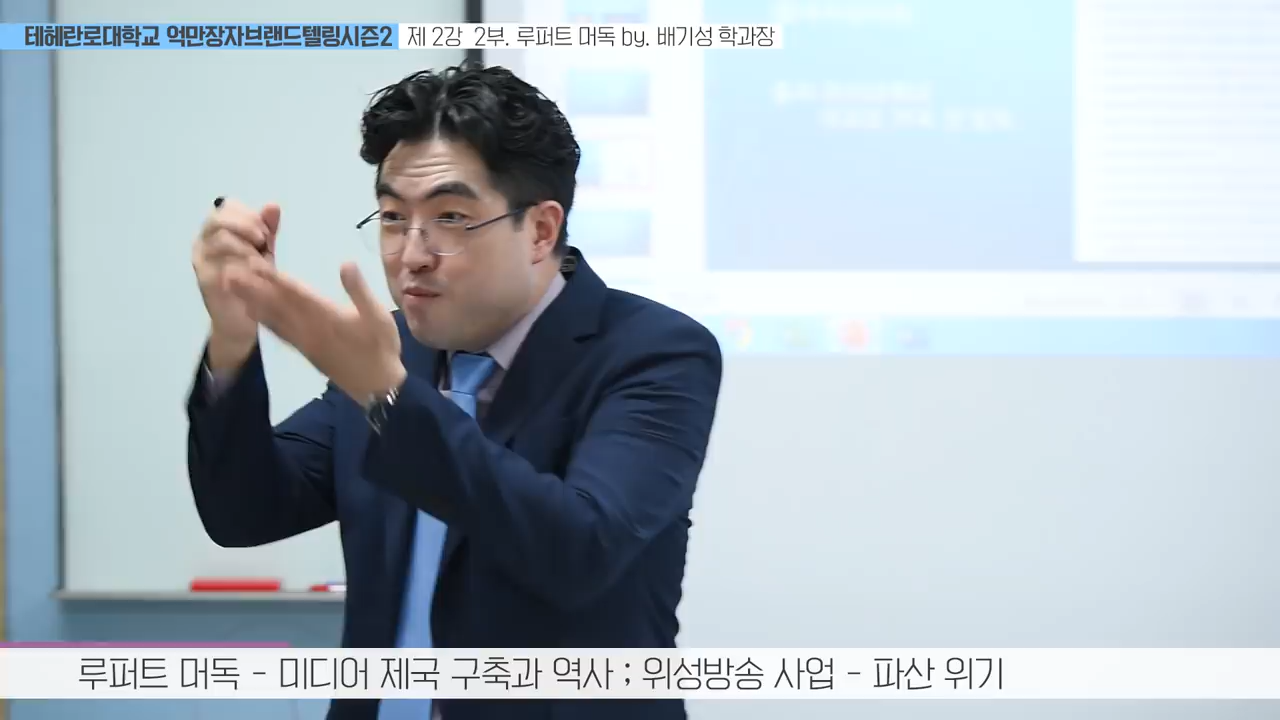 테헤란로대학교 억만장자브랜드텔링시즌2 제 2강 2부. 루퍼트 머독 by. 배기성 학과장
루퍼트 머독 - 미디어 제국 구축과 역사 ; 위성방송 사업 - 파산 위기